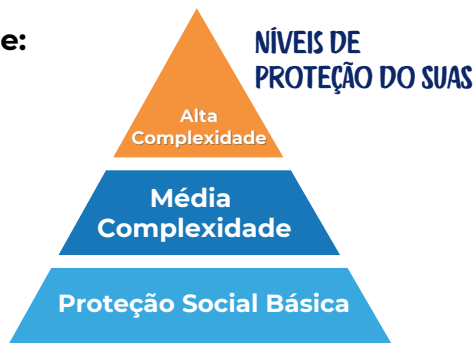 e:
NÍVEIS DE
PROTEÇÃO DO SUAS
Alta
Complexidade
Média
Complexidade
Proteção Social Básica